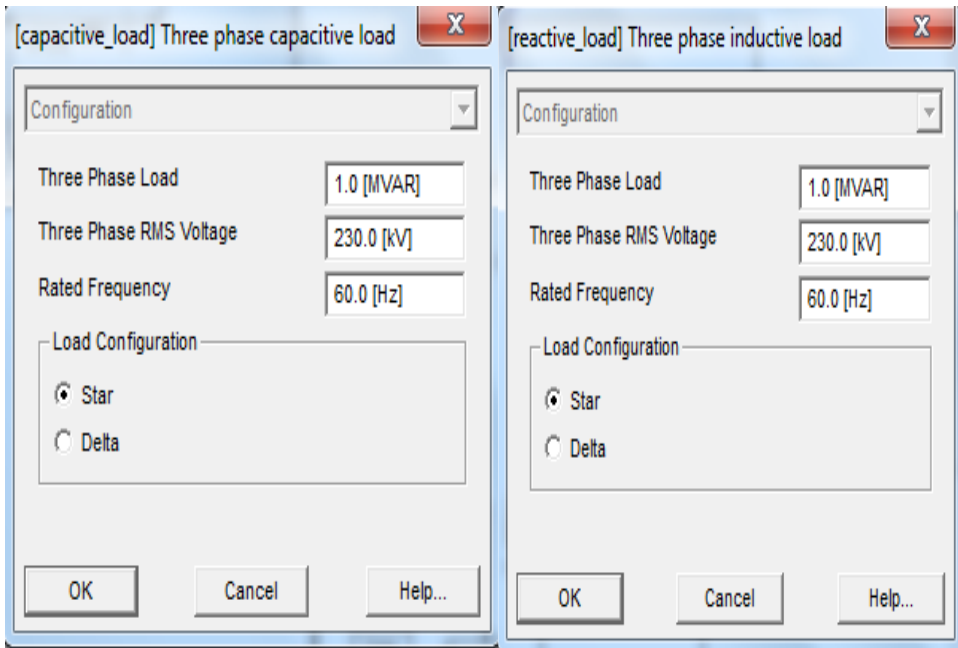 [capacitive_load] Three phase capacitive load
X
Configuration
Three Phase Load
1.0 [MVAR]
Three Phase RMS Voltage
230.0 [kV]
Rated Frequency
60.0 [Hz]
Load Configuration
Star
Delta
OK
Cancel
Help...
[reactive_load] Three phase inductive load
X
Configuration
Three Phase Load
1.0 [MVAR]
Three Phase RMS Voltage
230.0 [kV]
Rated Frequency
60.0 [Hz]
Load Configuration
Star
Delta
OK
Cancel
Help...